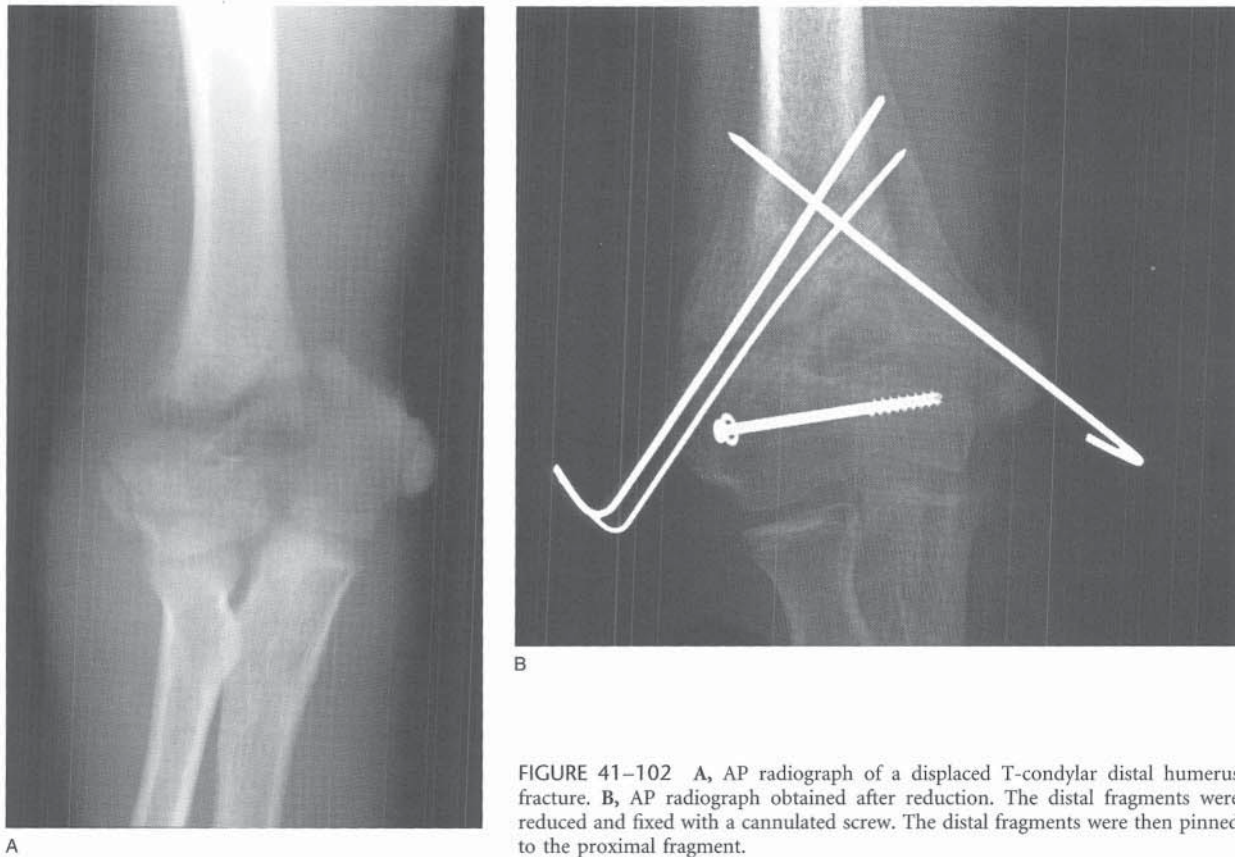 A
B
FIGURE 41–102 A, AP radiograph of a displaced T-condylar distal humerus
fracture. B, AP radiograph obtained after reduction. The distal fragments were
reduced and fixed with a cannulated screw. The distal fragments were then pinned
to the proximal fragment.